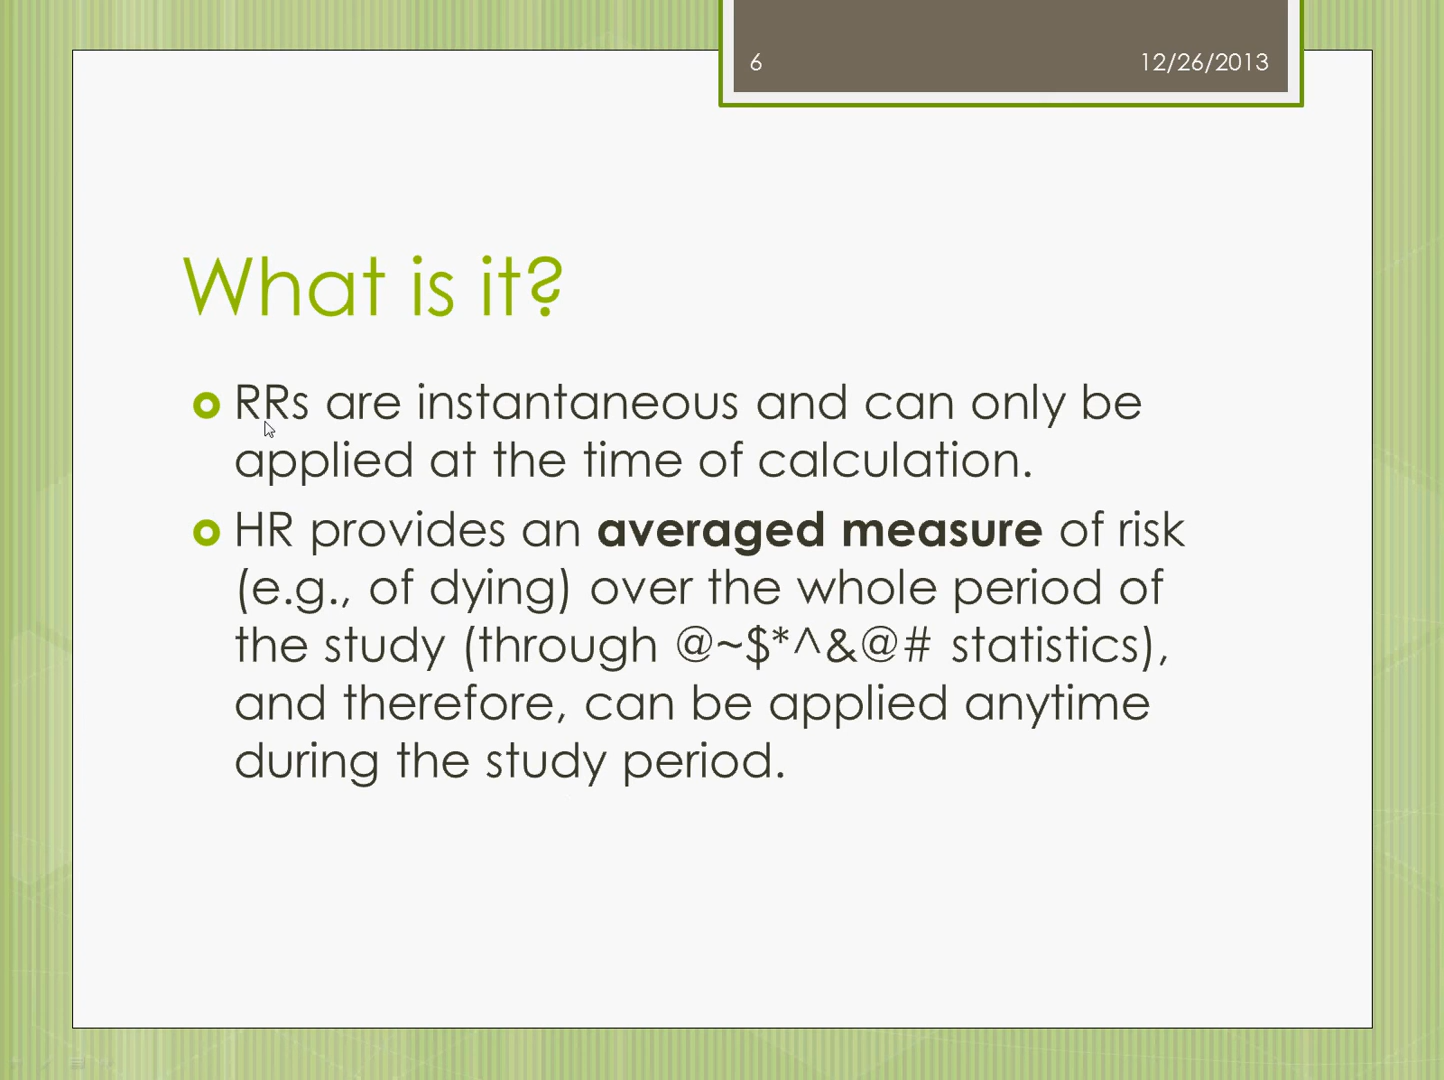 6 12/26/2013
What is it?
RRs are instantaneous and can only be
applied at the time of calculation.
HR provides an averaged measure of risk
(e.g., of dying) over the whole period of
the study (through @~$*^&@# statistics),
and therefore, can be applied anytime
during the study period.